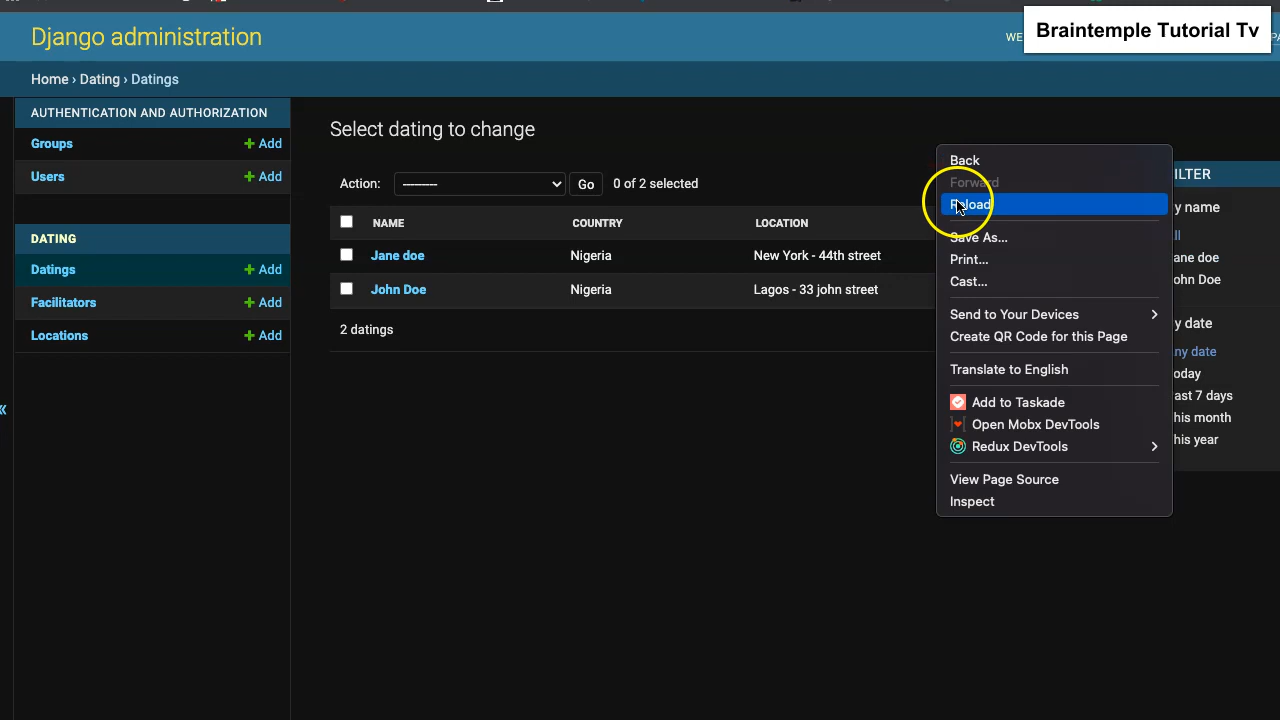 Braintemple Tutorial Tv
Django administration
WE
Home › Dating › Datings
AUTHENTICATION AND AUTHORIZATION
Groups
+ Add
Users
+ Add
DATING
Datings
+ Add
Facilitators
+ Add
Locations
+ Add
«
Select dating to change
Action:
---------
Go
0 of 2 selected
NAME COUNTRY LOCATION
Jane doe Nigeria New York - 44th street
John Doe Nigeria Lagos - 33 john street
2 datings
Back
Forward
Reload
Save As...
Print...
Cast...
Send to Your Devices
Create QR Code for this Page
Translate to English
Add to Taskade
Open Mobx DevTools
Redux DevTools
View Page Source
Inspect
ILTER
y name
ll
ane doe
ohn Doe
y date
ny date
oday
ast 7 days
his month
his year